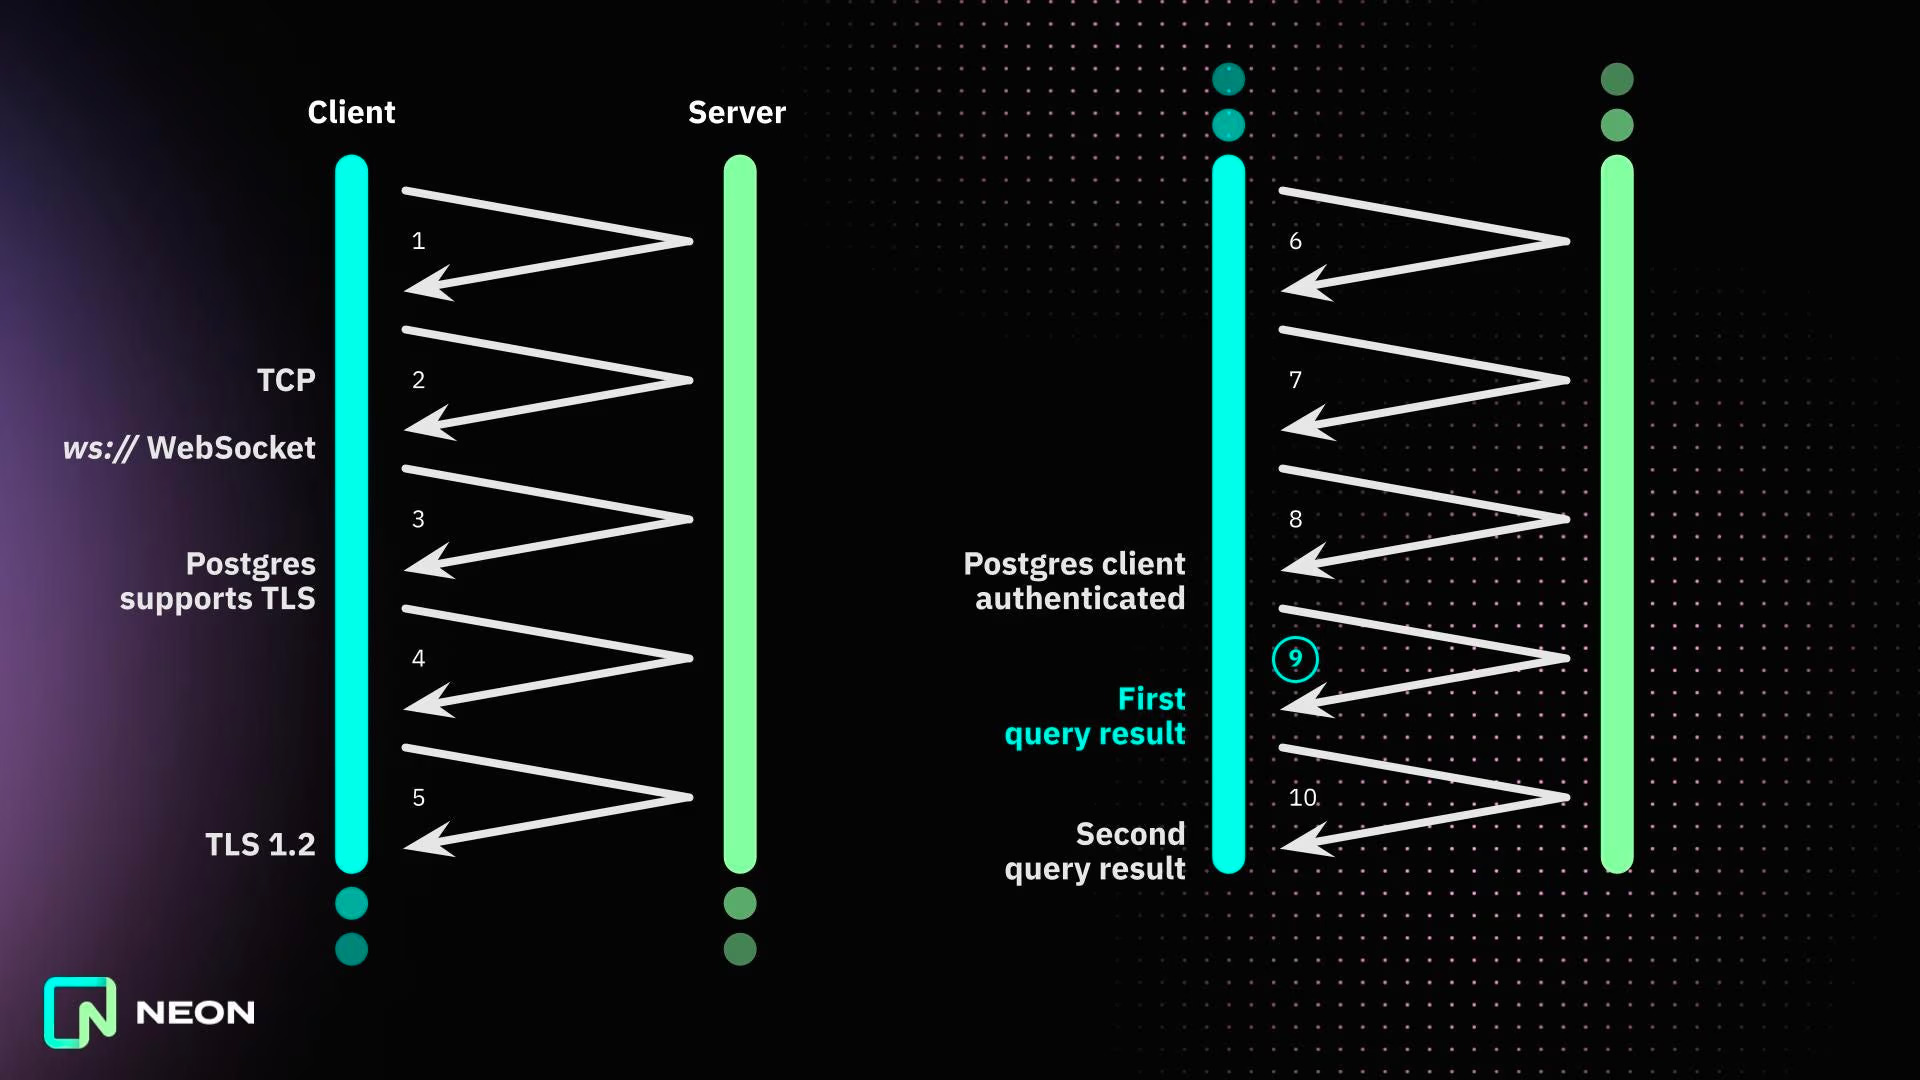 Client
Server
1
TCP
2
ws:// WebSocket
3
Postgres
supports TLS
4
5
TLS 1.2
6
7
8
Postgres client
authenticated
9
First
query result
10
Second
query result
NEON